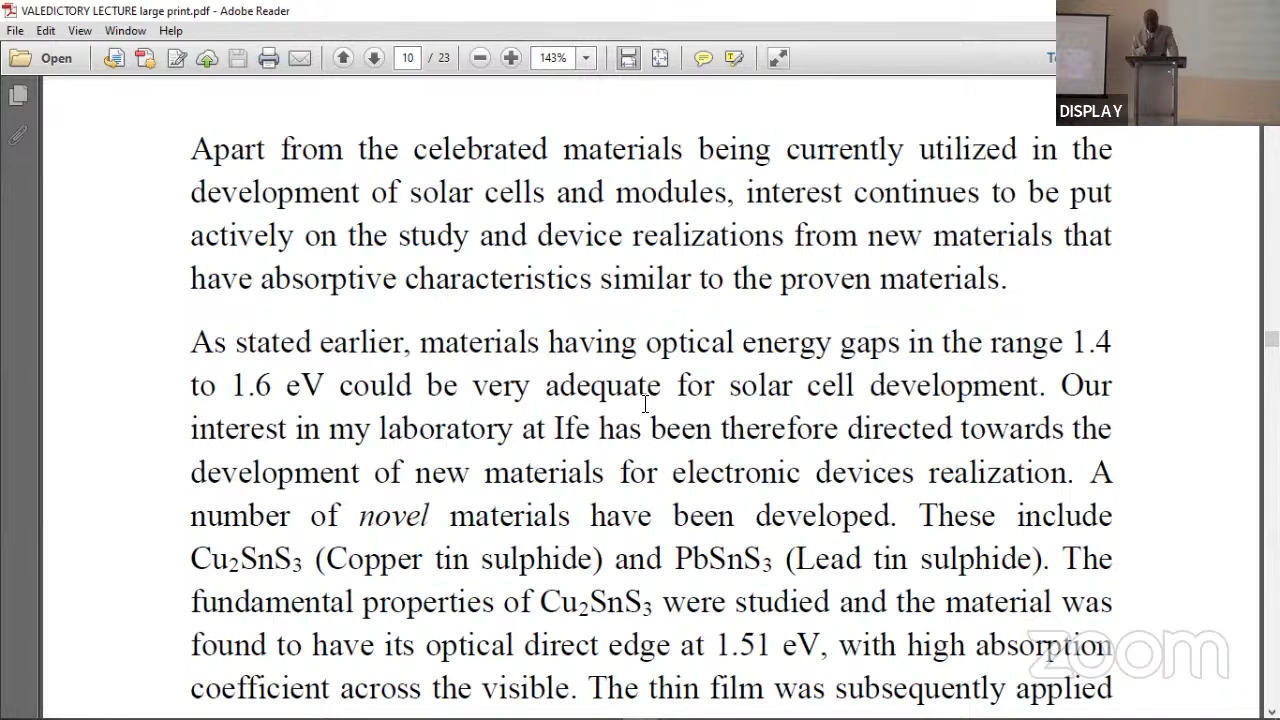 VALEDICTORY LECTURE large print.pdf - Adobe Reader
File Edit View Window Help
Open 10 / 23 143%
DISPLAY
Apart from the celebrated materials being currently utilized in the
development of solar cells and modules, interest continues to be put
actively on the study and device realizations from new materials that
have absorptive characteristics similar to the proven materials.
As stated earlier, materials having optical energy gaps in the range 1.4
to 1.6 eV could be very adequate for solar cell development. Our
interest in my laboratory at Ife has been therefore directed towards the
development of new materials for electronic devices realization. A
number of novel materials have been developed. These include
Cu₂SnS₃ (Copper tin sulphide) and PbSnS₃ (Lead tin sulphide). The
fundamental properties of Cu₂SnS₃ were studied and the material was
found to have its optical direct edge at 1.51 eV, with high absorption
coefficient across the visible. The thin film was subsequently applied
zoom